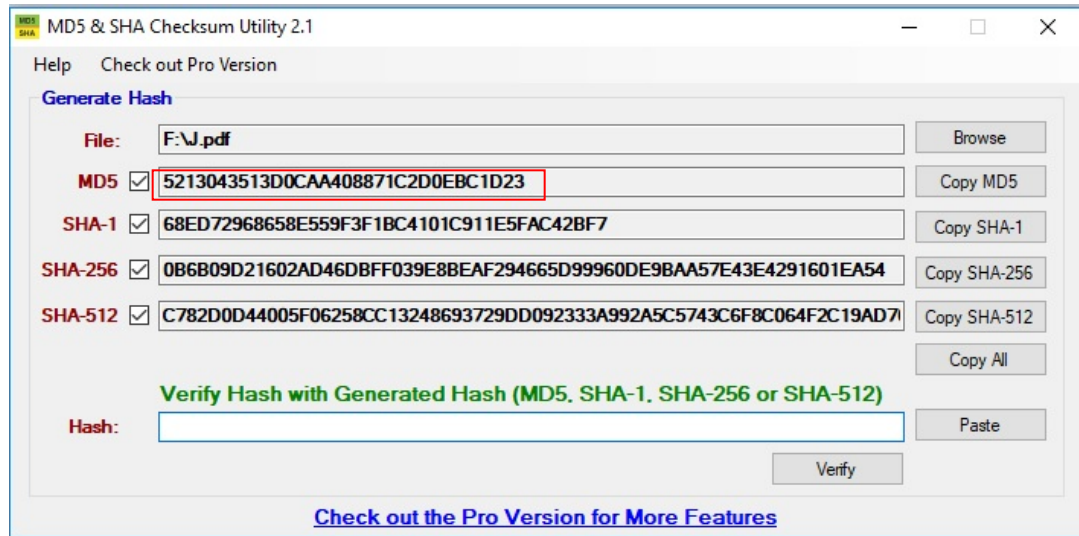 MD5 SHA MD5 & SHA Checksum Utility 2.1
Help Check out Pro Version
Generate Hash
File: F:\J.pdf Browse
MD5 5213043513D0CAA408871C2D0EBC1D23 Copy MD5
SHA-1 68ED72968658E559F3F1BC4101C911E5FAC42BF7 Copy SHA-1
SHA-256 0B6B09D21602AD46DBFF039E8BEAF294665D99960DE9BAA57E43E4291601EA54 Copy SHA-256
SHA-512 C782D0D44005F06258CC13248693729DD092333A992A5C5743C6F8C064F2C19AD7 Copy SHA-512
Copy All
Verify Hash with Generated Hash (MD5, SHA-1, SHA-256 or SHA-512)
Hash: Paste
Verify
Check out the Pro Version for More Features